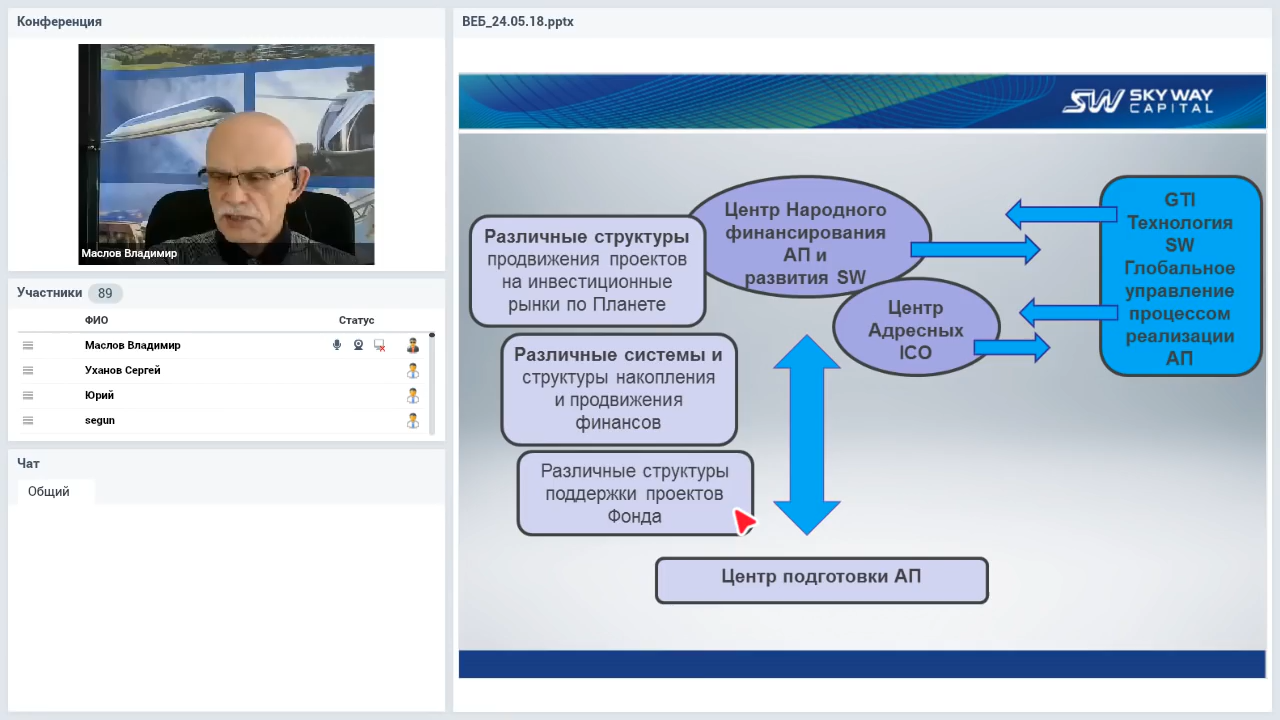 Конференция
Маслов Владимир
Участники 89
ФИО Статус
Маслов Владимир
Уханов Сергей
Юрий
segun
Чат
Общий
ВЕБ_24.05.18.pptx
SW SKY WAY
CAPITAL
Различные структуры
продвижения проектов
на инвестиционные
рынки по Планете
Центр Народного
финансирования
АП и
развития SW
Центр
Адресных
ICO
GTI
Технология
SW
Глобальное
управление
процессом
реализации
АП
Различные системы и
структуры накопления
и продвижения
финансов
Различные структуры
поддержки проектов
Фонда
Центр подготовки АП